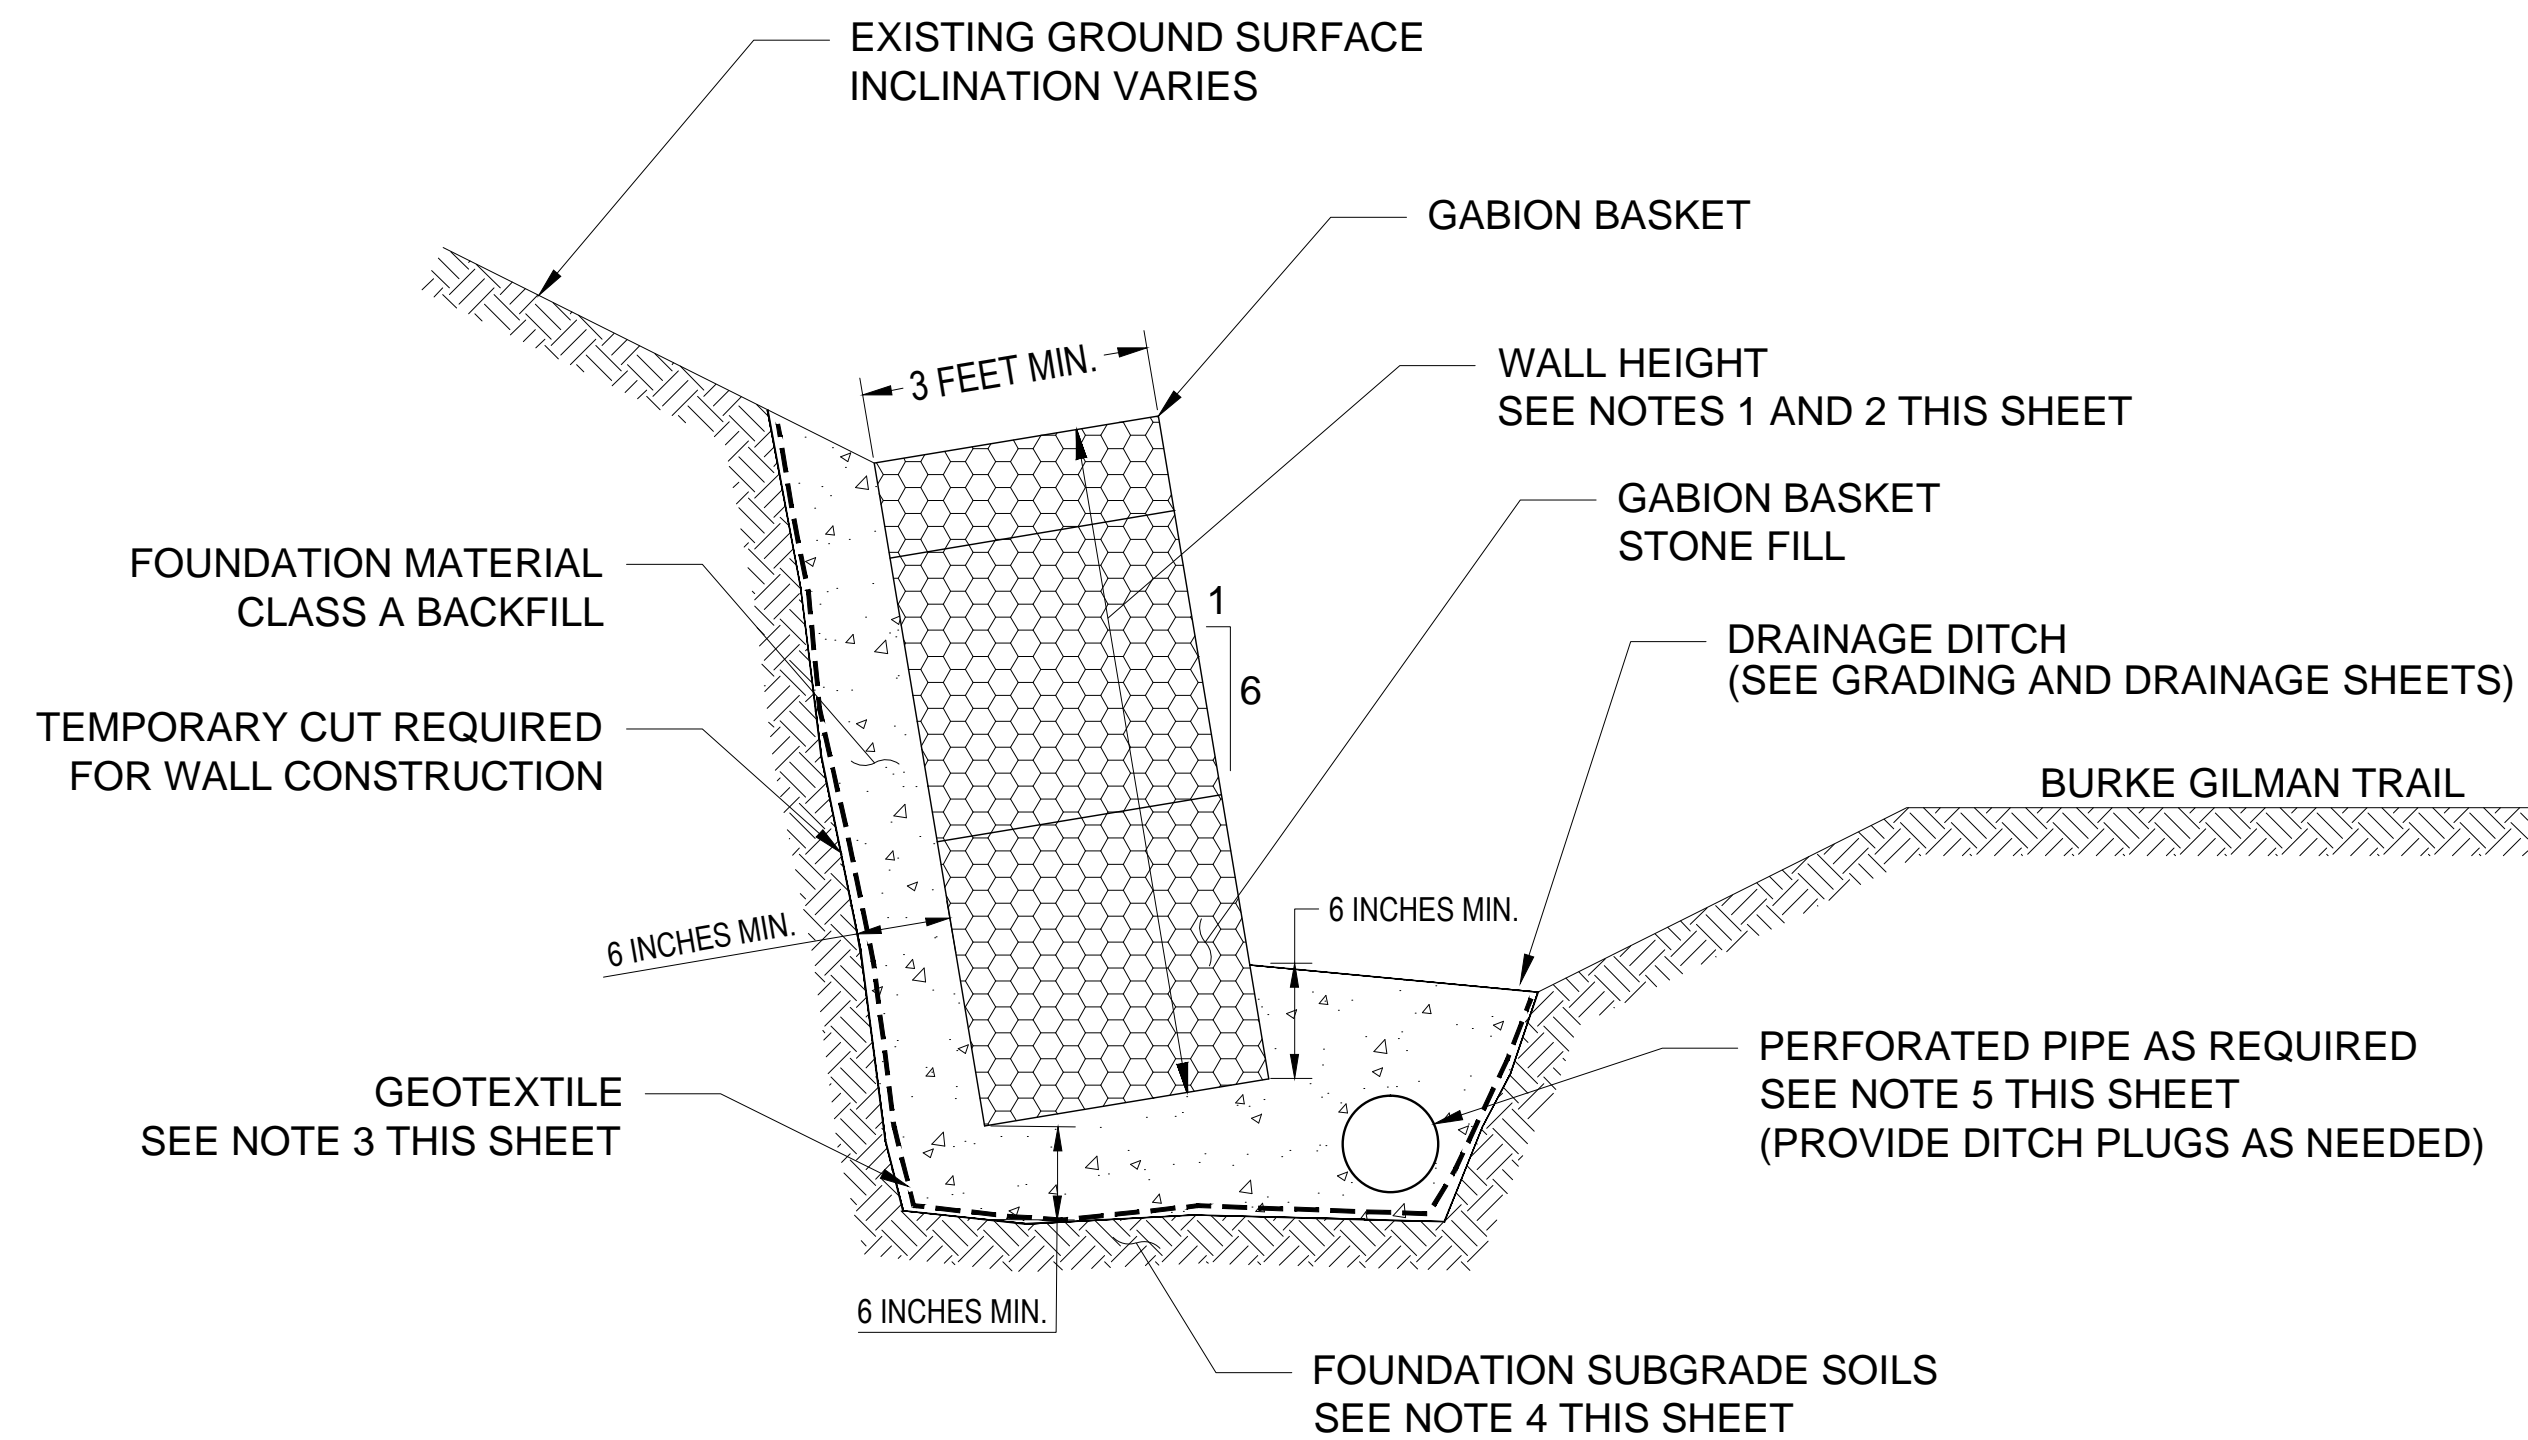 EXISTING GROUND SURFACE
INCLINATION VARIES
GABION BASKET
3 FEET MIN.
WALL HEIGHT
SEE NOTES 1 AND 2 THIS SHEET
GABION BASKET
STONE FILL
FOUNDATION MATERIAL
CLASS A BACKFILL
1
6
DRAINAGE DITCH
(SEE GRADING AND DRAINAGE SHEETS)
TEMPORARY CUT REQUIRED
FOR WALL CONSTRUCTION
BURKE GILMAN TRAIL
6 INCHES MIN.
6 INCHES MIN.
PERFORATED PIPE AS REQUIRED
SEE NOTE 5 THIS SHEET
(PROVIDE DITCH PLUGS AS NEEDED)
GEOTEXTILE
SEE NOTE 3 THIS SHEET
6 INCHES MIN.
FOUNDATION SUBGRADE SOILS
SEE NOTE 4 THIS SHEET